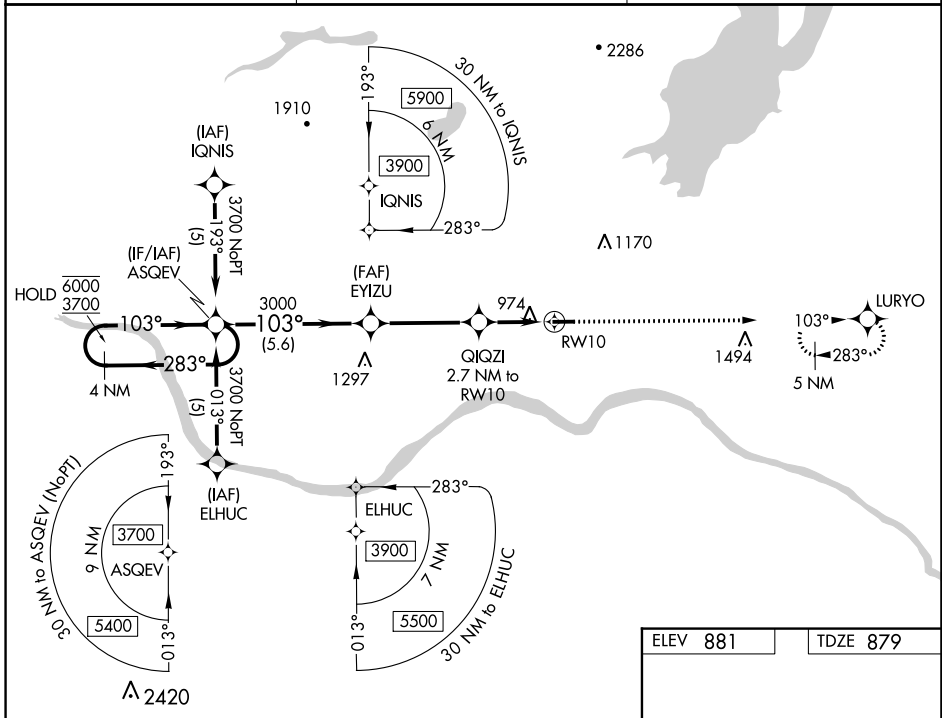 2286
193°
5900
30 NM to IQNIS
6 NM
3900
IQNIS
283°
1910
(IAF)
IQNIS
3700 NoPT
193°
(5)
1170
(IF/IAF)
ASQEV
HOLD
6000
3700
103°
283°
4 NM
3000
103°
(5.6)
(FAF)
EYIZU
1297
974
QIQZI
2.7 NM to
RW10
RW10
1494
LURYO
103°
283°
5 NM
3700 NoPT
013°
(5)
(IAF)
ELHUC
30 NM to ASQEV (NoPT)
193°
9 NM
3700
ASQEV
5400
013°
2420
283°
ELHUC
3900
7 NM
013°
5500
30 NM to ELHUC
ELEV 881
TDZE 879